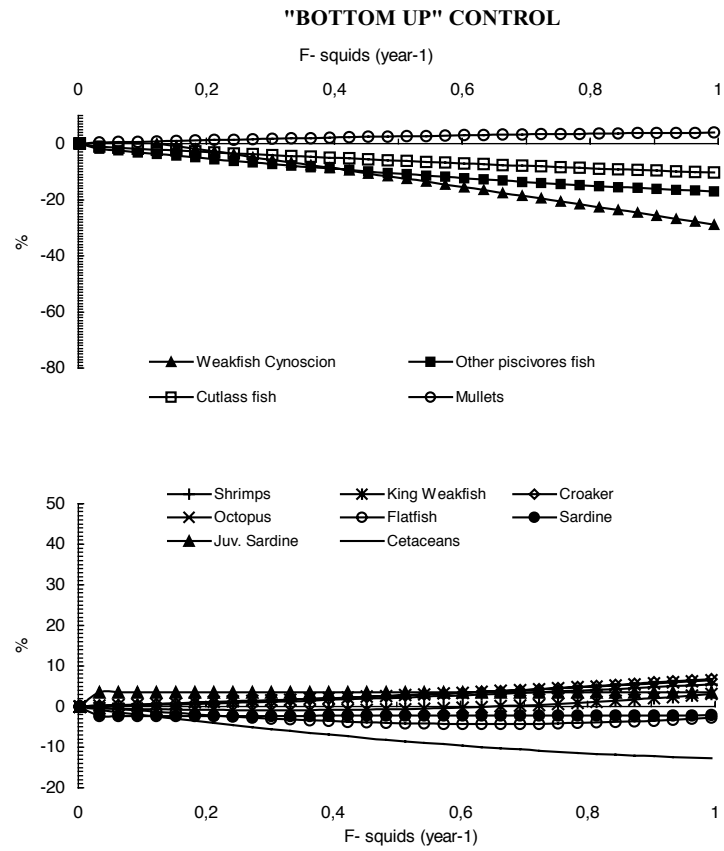 "BOTTOM UP" CONTROL
F- squids (year-1)
0 0,2 0,4 0,6 0,8 1
0
-20
-40
-60
-80
%
Weakfish Cynoscion Other piscivores fish
Cutlass fish Mullets
50
40
30
20
10
0
-10
-20
%
Shrimps King Weakfish Croaker
Octopus Flatfish Sardine
Juv. Sardine Cetaceans
0 0,2 0,4 0,6 0,8 1
F- squids (year-1)